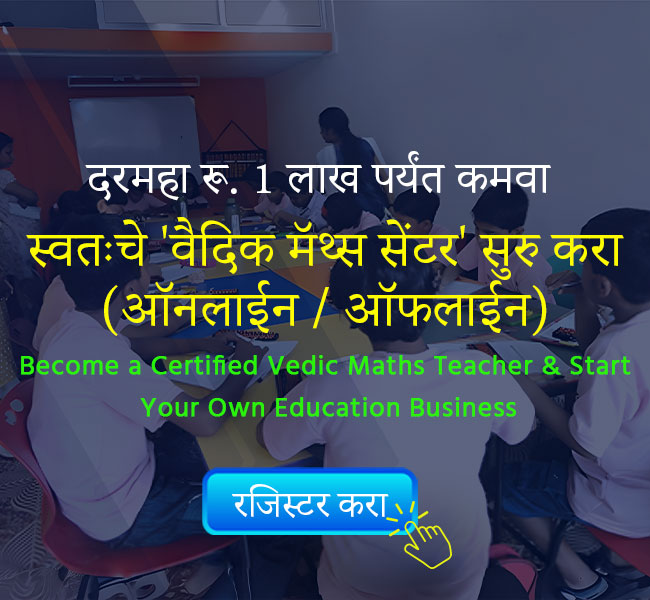 दरमहा रू. 1 लाख पर्यंत कमवा
स्वतःचे 'वैदिक मॅथ्स सेंटर' सुरु करा
(ऑनलाईन / ऑफलाईन)
Become a Certified Vedic Maths Teacher & Start
Your Own Education Business
रजिस्टर करा